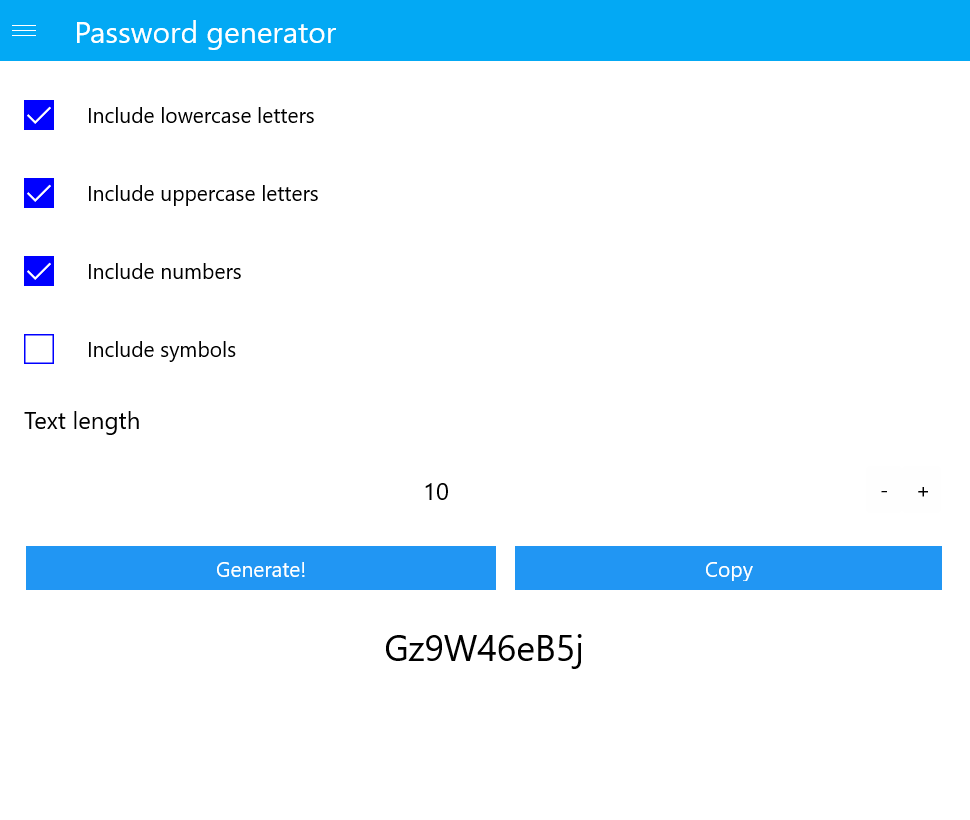 Password generator
Include lowercase letters
Include uppercase letters
Include numbers
Include symbols
Text length
10 - +
Generate! Copy
Gz9W46eB5j